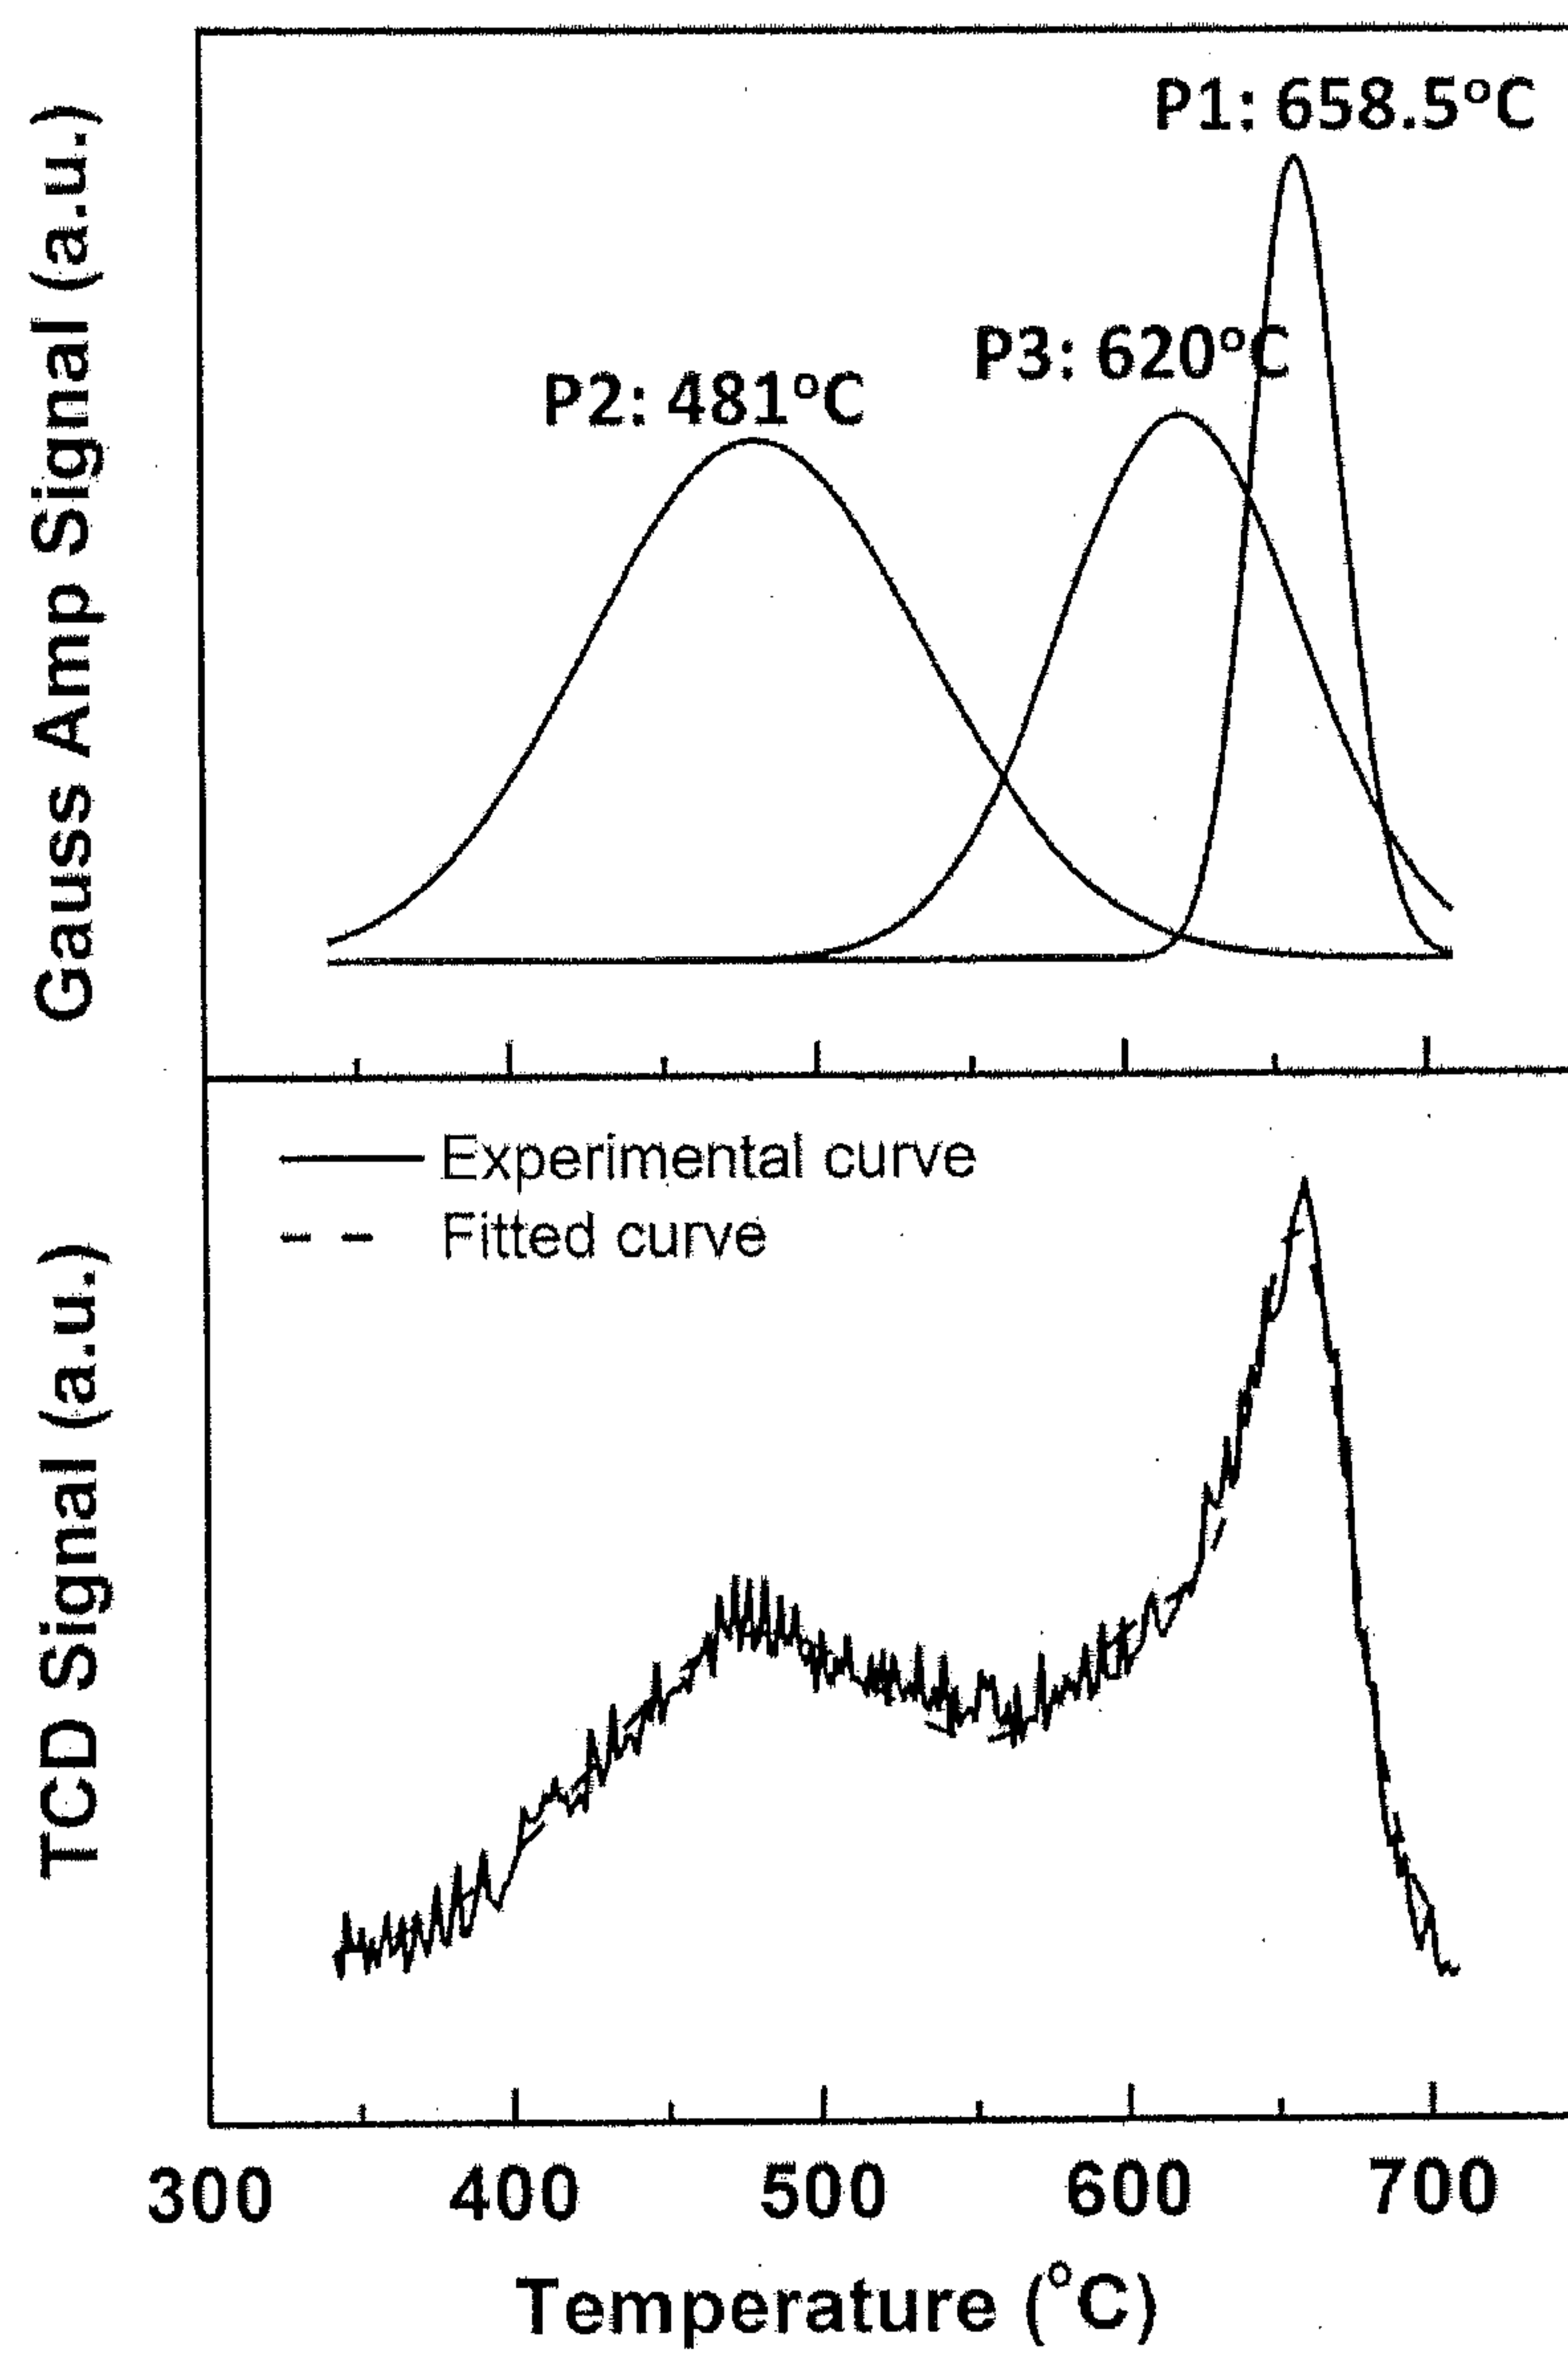 Gauss Amp Signal (a.u.)
P1: 658.5°C
P3: 620°C
P2: 481°C
TCD Signal (a.u.)
Experimental curve
Fitted curve
300 400 500 600 700
Temperature (°C)